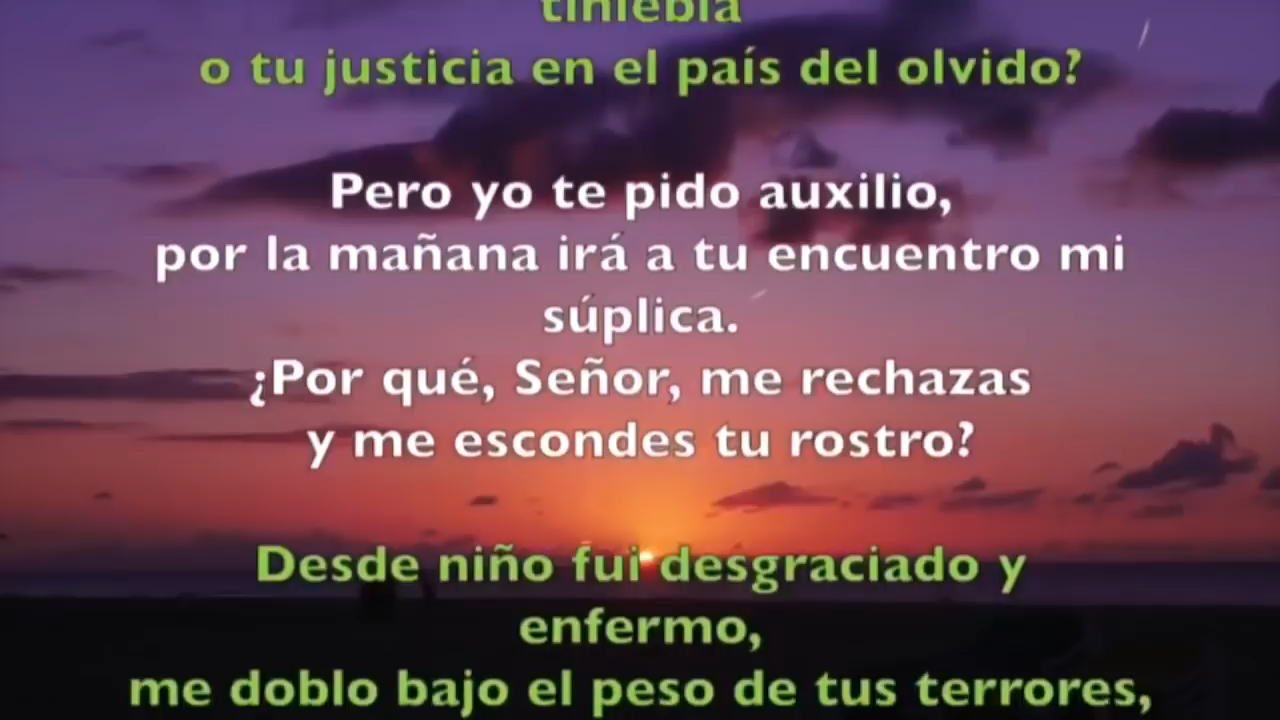 tiniebla
o tu justicia en el país del olvido?
Pero yo te pido auxilio,
por la mañana irá a tu encuentro mi
súplica.
¿Por qué, Señor, me rechazas
y me escondes tu rostro?
Desde niño fui desgraciado y
enfermo,
me doblo bajo el peso de tus terrores,